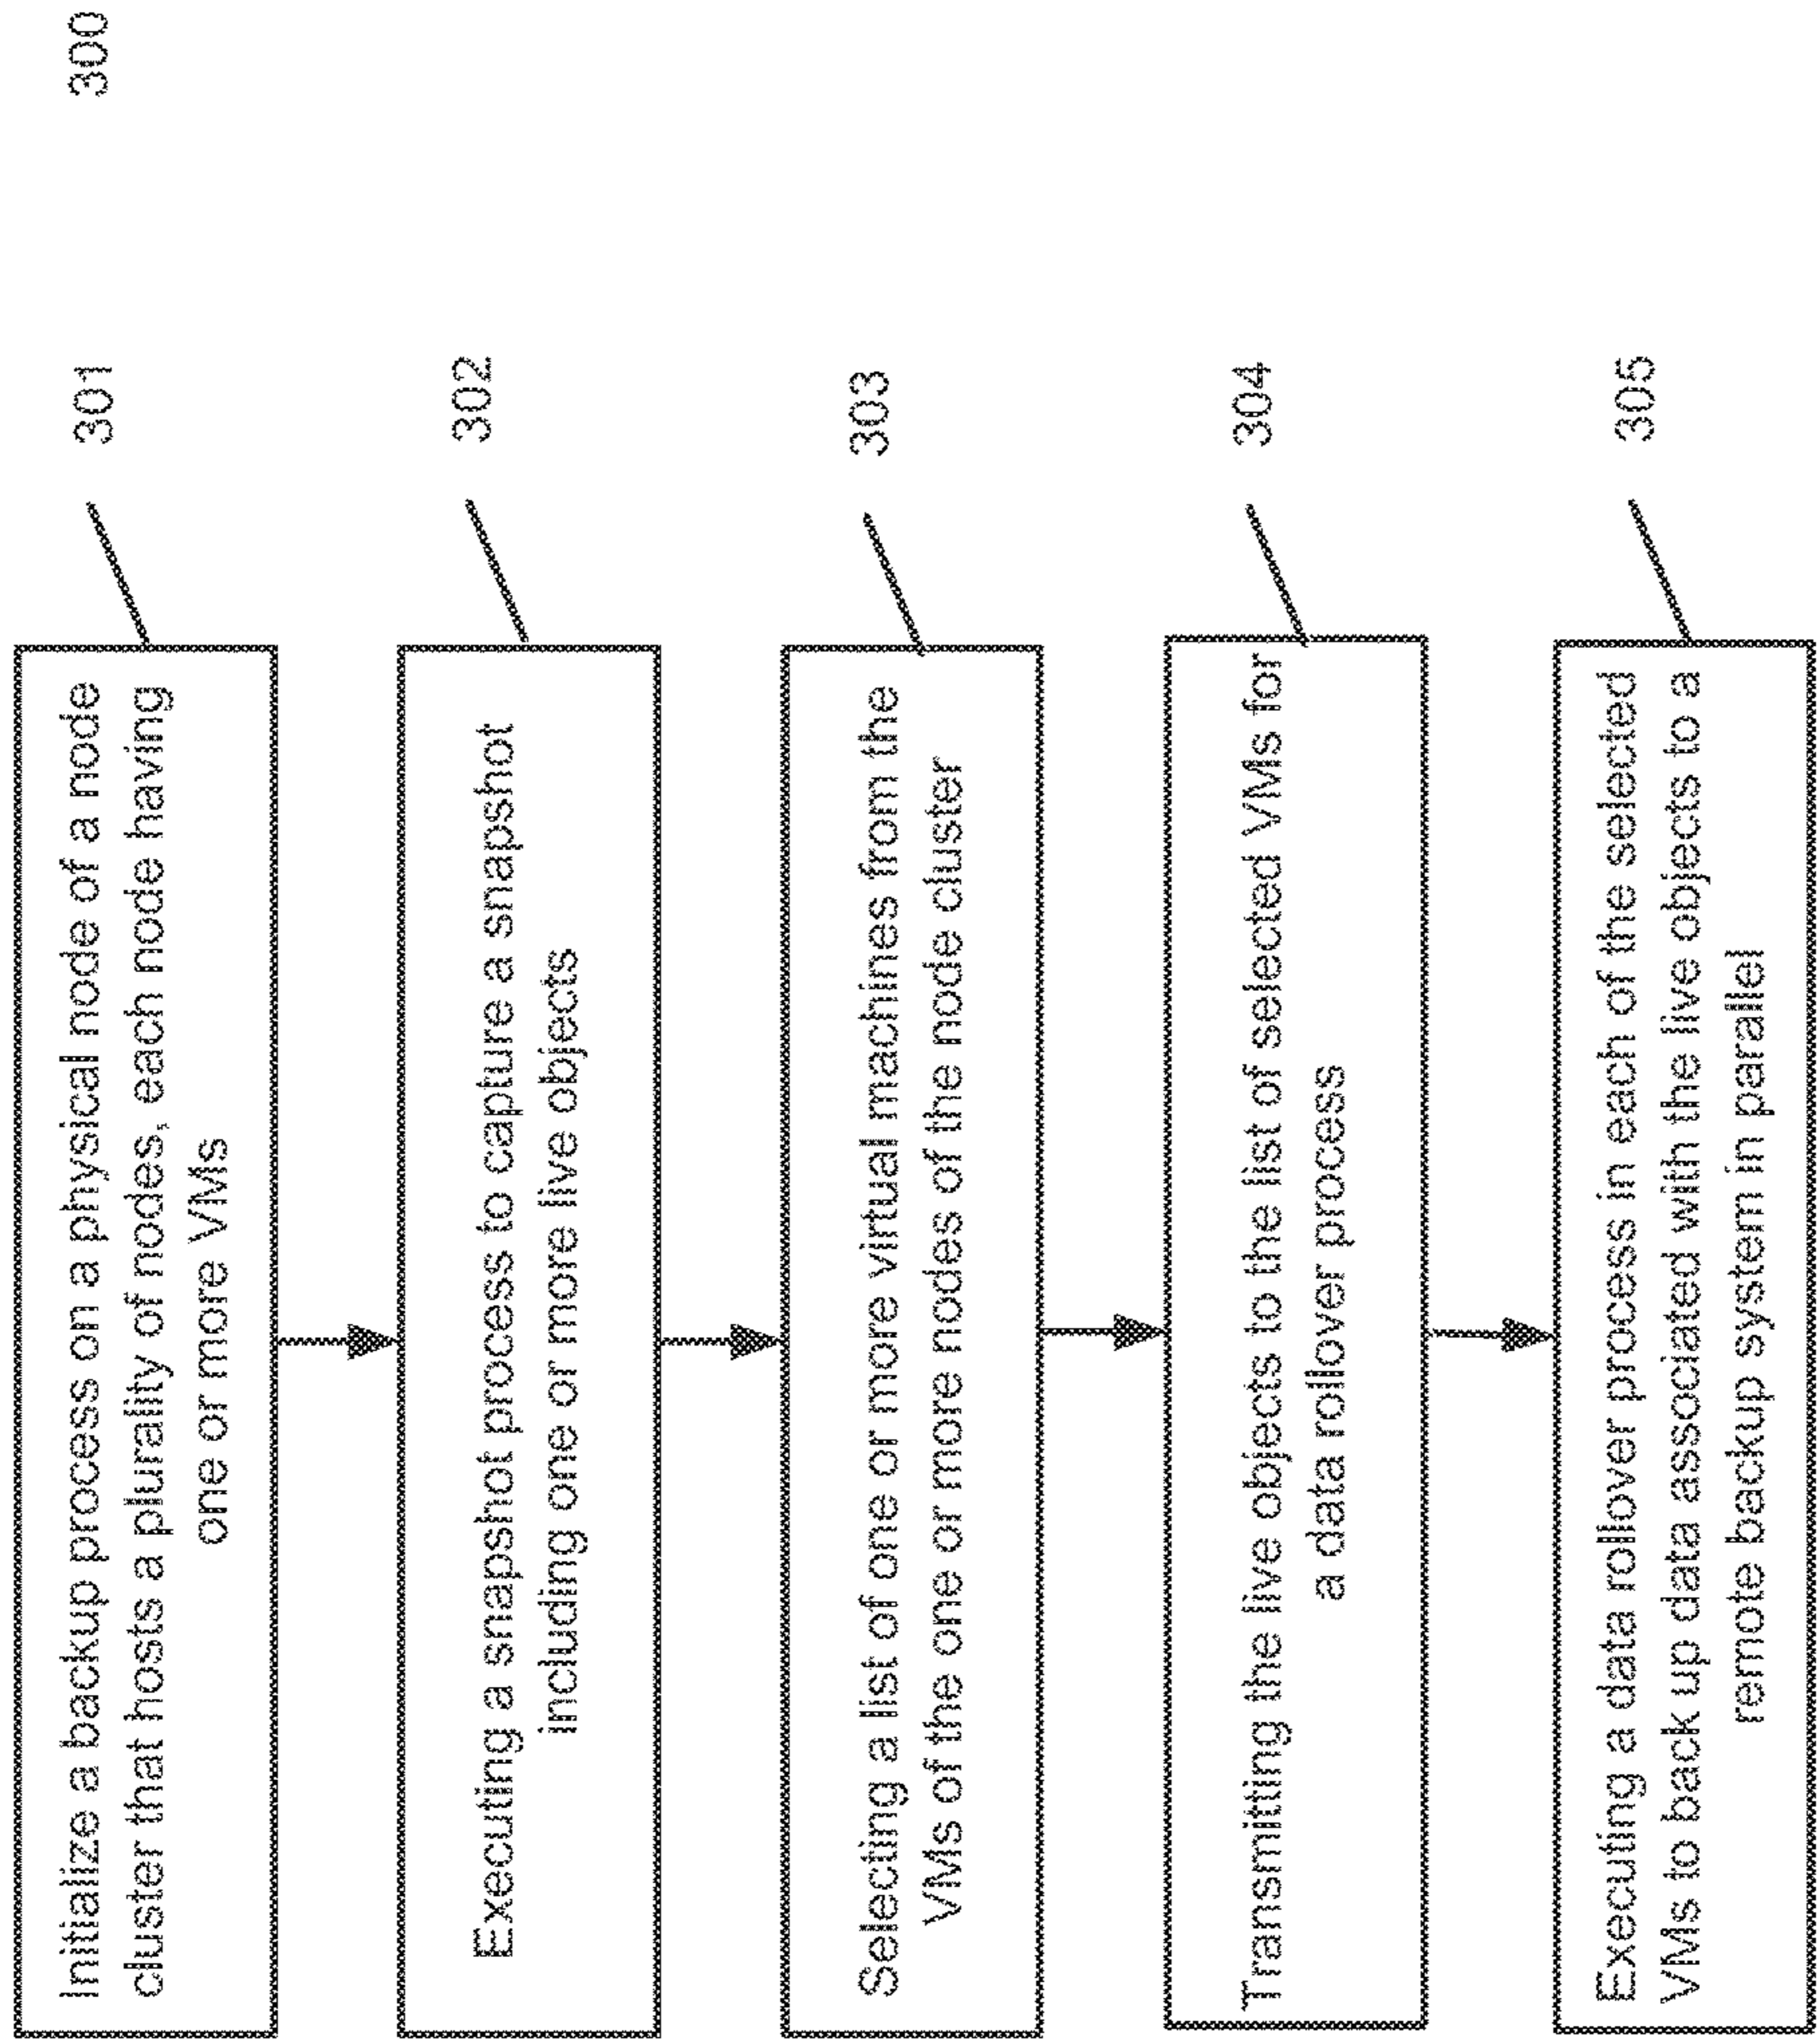 300
Initialize a backup process on a physical node of a node
cluster that hosts a plurality of nodes, each node having
one or more VMs
301
Executing a snapshot process to capture a snapshot
including one or more live objects
302
Selecting a list of one or more virtual machines from the
VMs of the one or more nodes of the node cluster
303
Transmitting the live objects to the list of selected VMs for
a data rollover process
304
Executing a data rollover process in each of the selected
VMs to back up data associated with the live objects to a
remote backup system in parallel
305